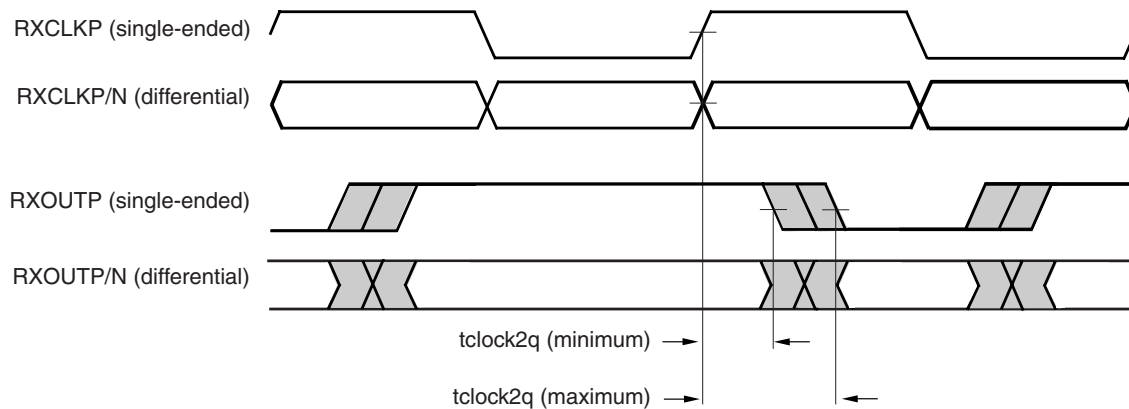 RXCLKP (single-ended)
RXCLKP/N (differential)
RXOUTP (single-ended)
RXOUTP/N (differential)
tclock2q (minimum)
tclock2q (maximum)